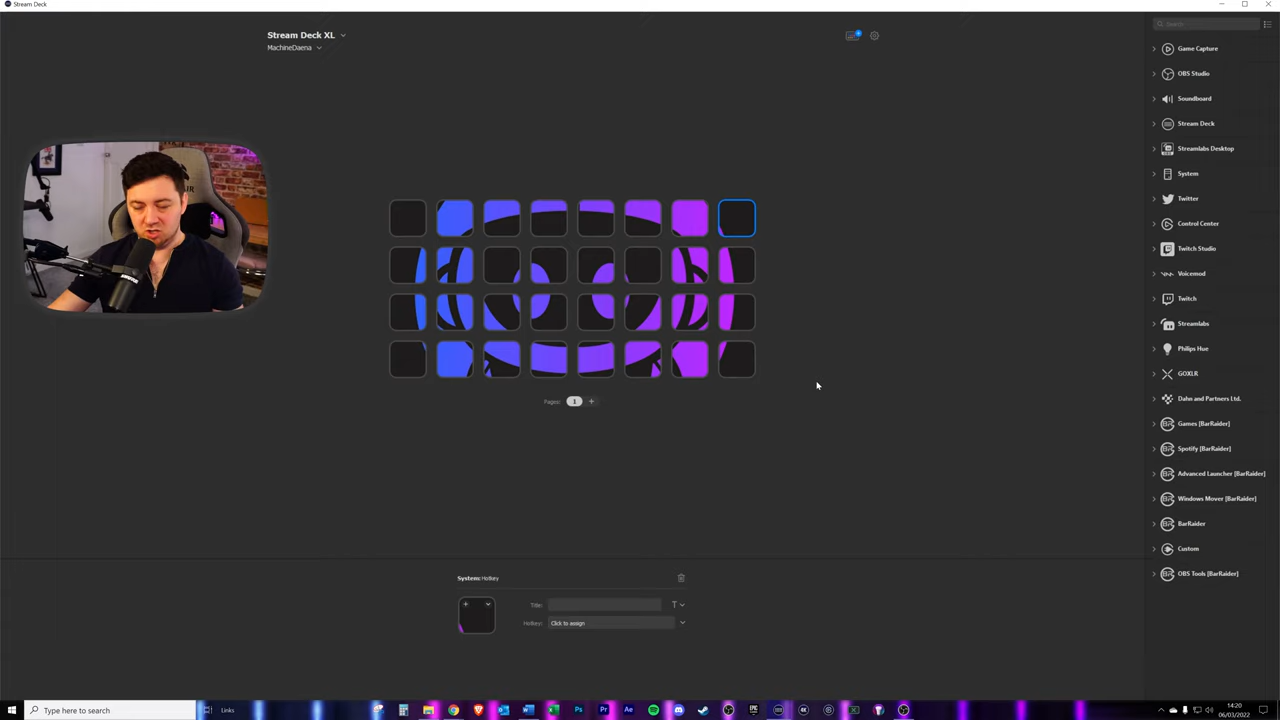 Stream Deck
Stream Deck XL
MachineDaena
Search
Game Capture
OBS Studio
Soundboard
Stream Deck
Streamlabs Desktop
System
Twitter
Control Center
Twitch Studio
Voicemod
Twitch
Streamlabs
Philips Hue
GOXLR
Dahn and Partners Ltd.
Games [BarRaider]
Spotify [BarRaider]
Advanced Launcher [BarRaider]
Windows Mover [BarRaider]
BarRaider
Custom
OBS Tools [BarRaider]
Pages: 1 +
System: Hotkey
Title: T
Hotkey: Click to assign
Type here to search
Links
14:20
06/03/2022